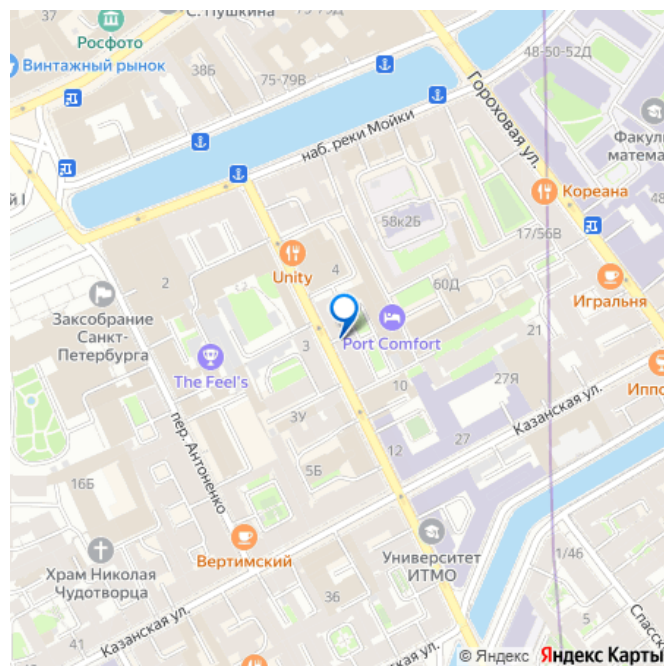 37
С. Пушкина
Росфото
Винтажный рынок
38Б
75-79В
48-50-52Д
Гороховая ул.
наб. реки Мойки
Факул
матема
Кореана
58к2Б
17/56В
й I
2
Unity
4
60Д
Игральня
Заксобрание
Санкт-
Петербурга
3
Port Comfort
21
The Feel's
10
27Я
Иппо
3У
Казанская ул.
12
27
пер. Антоненко
5Б
16Б
Вертимский
Университет
ИТМО
1/46
Храм Николая
Чудотворца
36
Спасск
41
Казанская ул.
ая ул.
© Яндекс Яндекс Карты